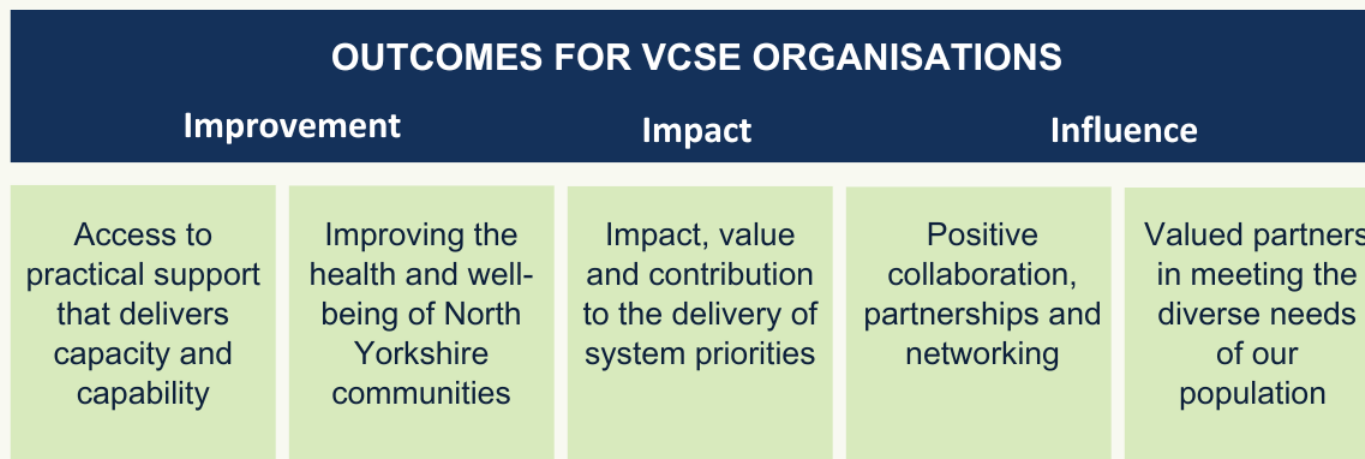 OUTCOMES FOR VCSE ORGANISATIONS
Improvement
Impact
Influence
Access to
practical support
that delivers
capacity and
capability
Improving the
health and well-
being of North
Yorkshire
communities
Impact, value
and contribution
to the delivery of
system priorities
Positive
collaboration,
partnerships and
networking
Valued partners
in meeting the
diverse needs
of our
population